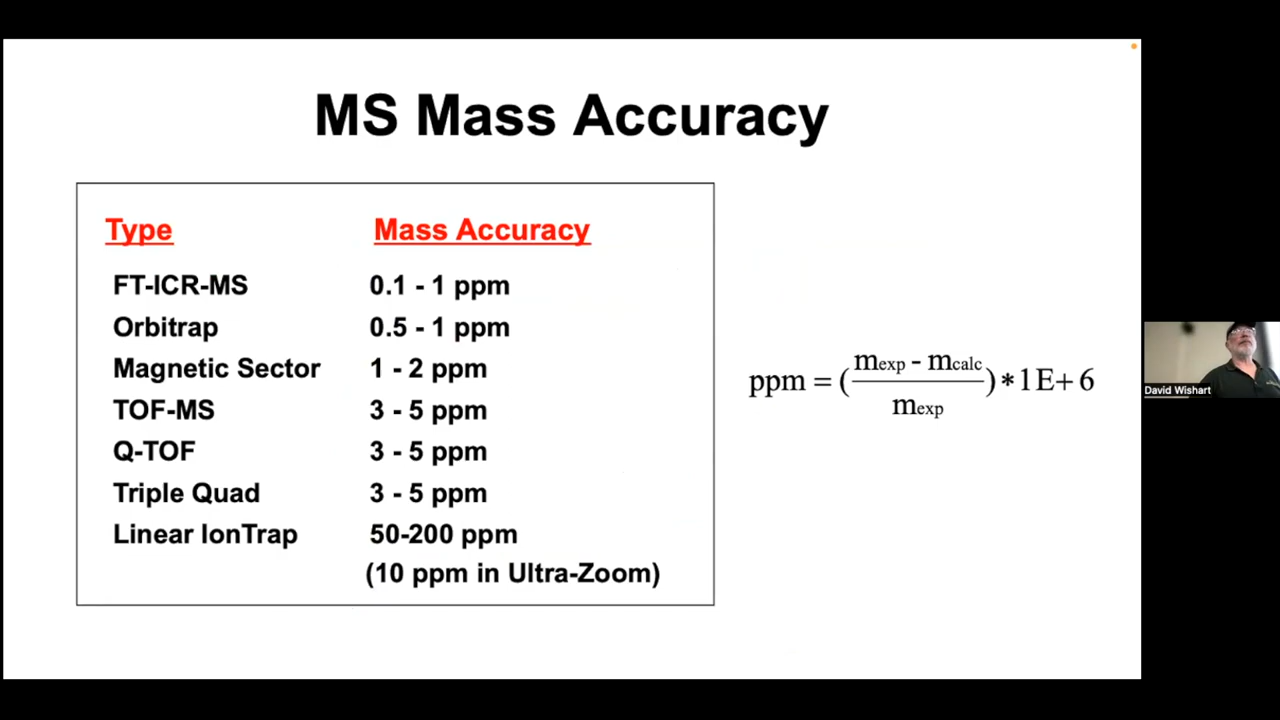 MS Mass Accuracy
Type Mass Accuracy
FT-ICR-MS 0.1 - 1 ppm
Orbitrap 0.5 - 1 ppm
Magnetic Sector 1 - 2 ppm
TOF-MS 3 - 5 ppm
Q-TOF 3 - 5 ppm
Triple Quad 3 - 5 ppm
Linear IonTrap 50-200 ppm
(10 ppm in Ultra-Zoom)
ppm = (mexp - mcalc / mexp) * 1E+6
David Wishart